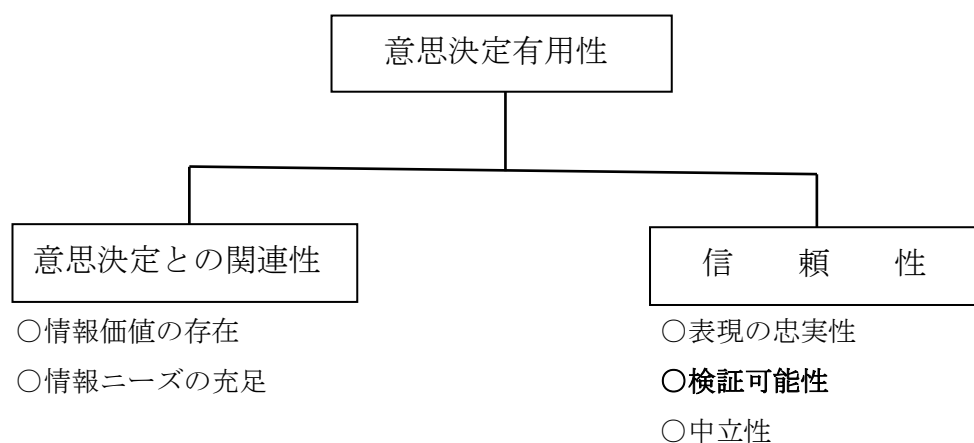 意思決定有用性
意思決定との関連性
○情報価値の存在
○情報ニーズの充足
信 頼 性
○表現の忠実性
○検証可能性
○中立性